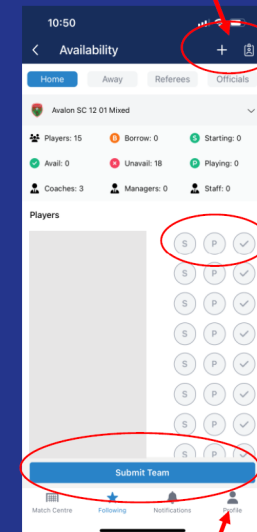 10:50
Availability
Home Away Referees Officials
Avalon SC 12 01 Mixed
Players: 15 Borrow: 0 Starting: 0
Avail: 0 Unavail: 18 Playing: 0
Coaches: 3 Managers: 0 Staff: 0
Players
S P
S P
S P
S P
S P
S P
S P
S P
Submit Team
Match Centre Following Notifications Profile